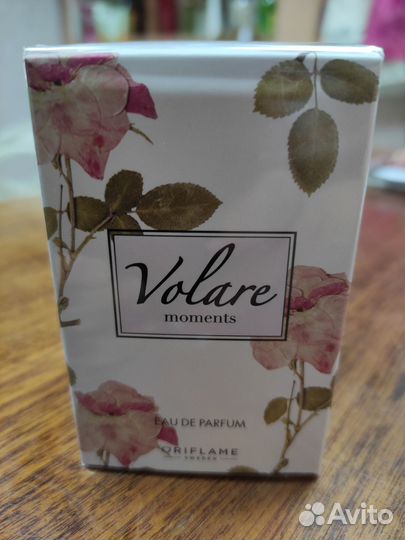 Volare
moments
EAU DE PARFUM
ORIFLAME
SWEDEN
Avito